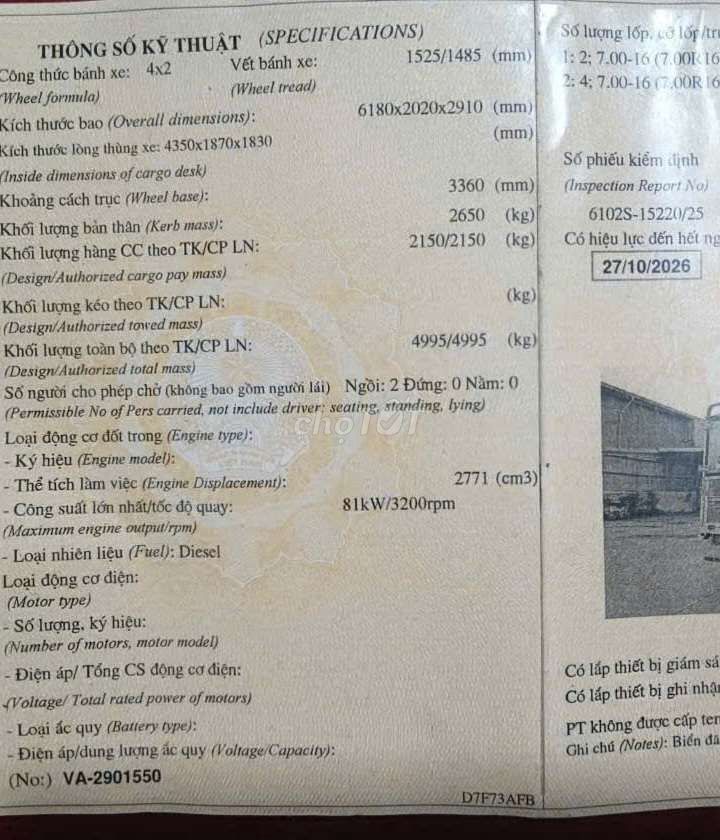 THÔNG SỐ KỸ THUẬT (SPECIFICATIONS)
Công thức bánh xe: 4x2 Vết bánh xe: 1525/1485 (mm)
(Wheel formula) (Wheel tread)
Kích thước bao (Overall dimensions): 6180x2020x2910 (mm)
Kích thước lòng thùng xe: 4350x1870x1830 (mm)
(Inside dimensions of cargo desk)
Khoảng cách trục (Wheel base): 3360 (mm)
Khối lượng bản thân (Kerb mass): 2650 (kg)
Khối lượng hàng CC theo TK/CP LN: 2150/2150 (kg)
(Design/Authorized cargo pay mass)
Khối lượng kéo theo TK/CP LN: (kg)
(Design/Authorized towed mass)
Khối lượng toàn bộ theo TK/CP LN: 4995/4995 (kg)
(Design/Authorized total mass)
Số người cho phép chở (không bao gồm người lái) Ngồi: 2 Đứng: 0 Nằm: 0
(Permissible No of Pers carried, not include driver: seating, standing, lying)
chợTỐT
Loại động cơ đốt trong (Engine type):
- Ký hiệu (Engine model):
- Thể tích làm việc (Engine Displacement): 2771 (cm3)
- Công suất lớn nhất/tốc độ quay: 81kW/3200rpm
(Maximum engine output/rpm)
- Loại nhiên liệu (Fuel): Diesel
Loại động cơ điện:
(Motor type)
- Số lượng, ký hiệu:
(Number of motors, motor model)
- Điện áp/ Tổng CS động cơ điện:
(Voltage/ Total rated power of motors)
- Loại ắc quy (Battery type):
- Điện áp/dung lượng ắc quy (Voltage/Capacity):
(No:) VA-2901550
D7F73AFB
Số lượng lốp, cỡ lốp/trụ
1: 2; 7.00-16 (7.00R16
2: 4; 7.00-16 (7.00R16
Số phiếu kiểm định
(Inspection Report No)
6102S-15220/25
Có hiệu lực đến hết ng
27/10/2026
Có lắp thiết bị giám sá
Có lắp thiết bị ghi nhận
PT không được cấp tem
Ghi chú (Notes): Biển đă